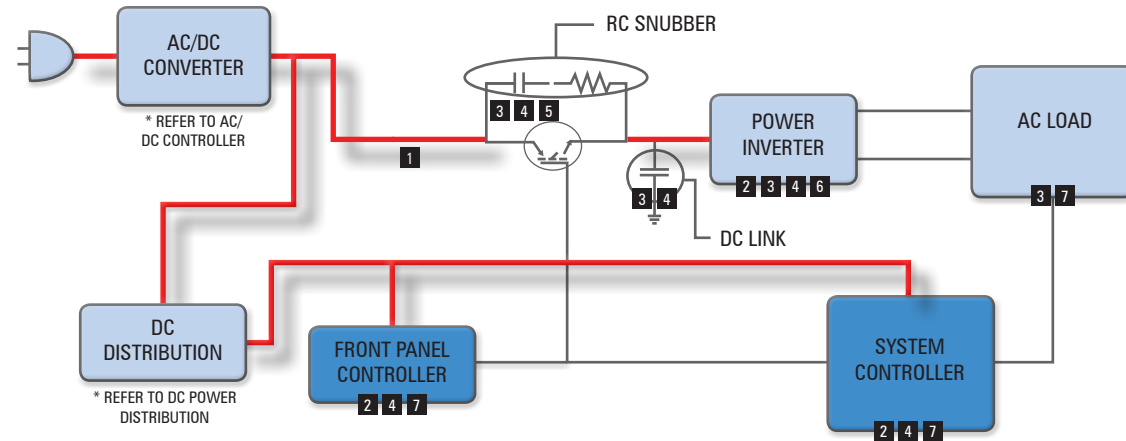 RC SNUBBER
AC/DC
CONVERTER
* REFER TO AC/
DC CONTROLLER
3 4 5
1
POWER
INVERTER
2 3 4 6
AC LOAD
3 7
3 4
DC LINK
DC
DISTRIBUTION
* REFER TO DC POWER
DISTRIBUTION
FRONT PANEL
CONTROLLER
2 4 7
SYSTEM
CONTROLLER
2 4 7